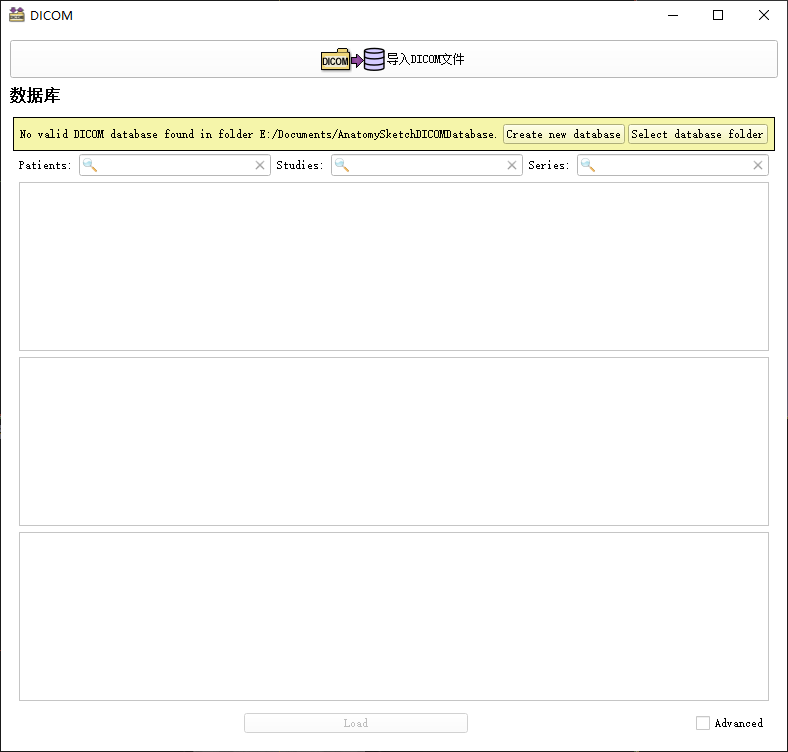 DICOM
DICOM 导入DICOM文件
数据库
No valid DICOM database found in folder E:/Documents/AnatomySketchDICOMDatabase. Create new database Select database folder
Patients: Studies: Series:
Load Advanced